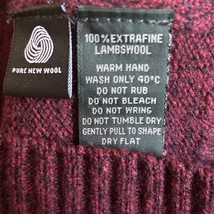 PURE NEW WOOL
100% EXTRAFINE
LAMBSWOOL
WARM HAND
WASH ONLY 40°C
DO NOT RUB
DO NOT BLEACH
DO NOT WRING
DO NOT TUMBLE DRY
GENTLY PULL TO SHAPE
DRY FLAT